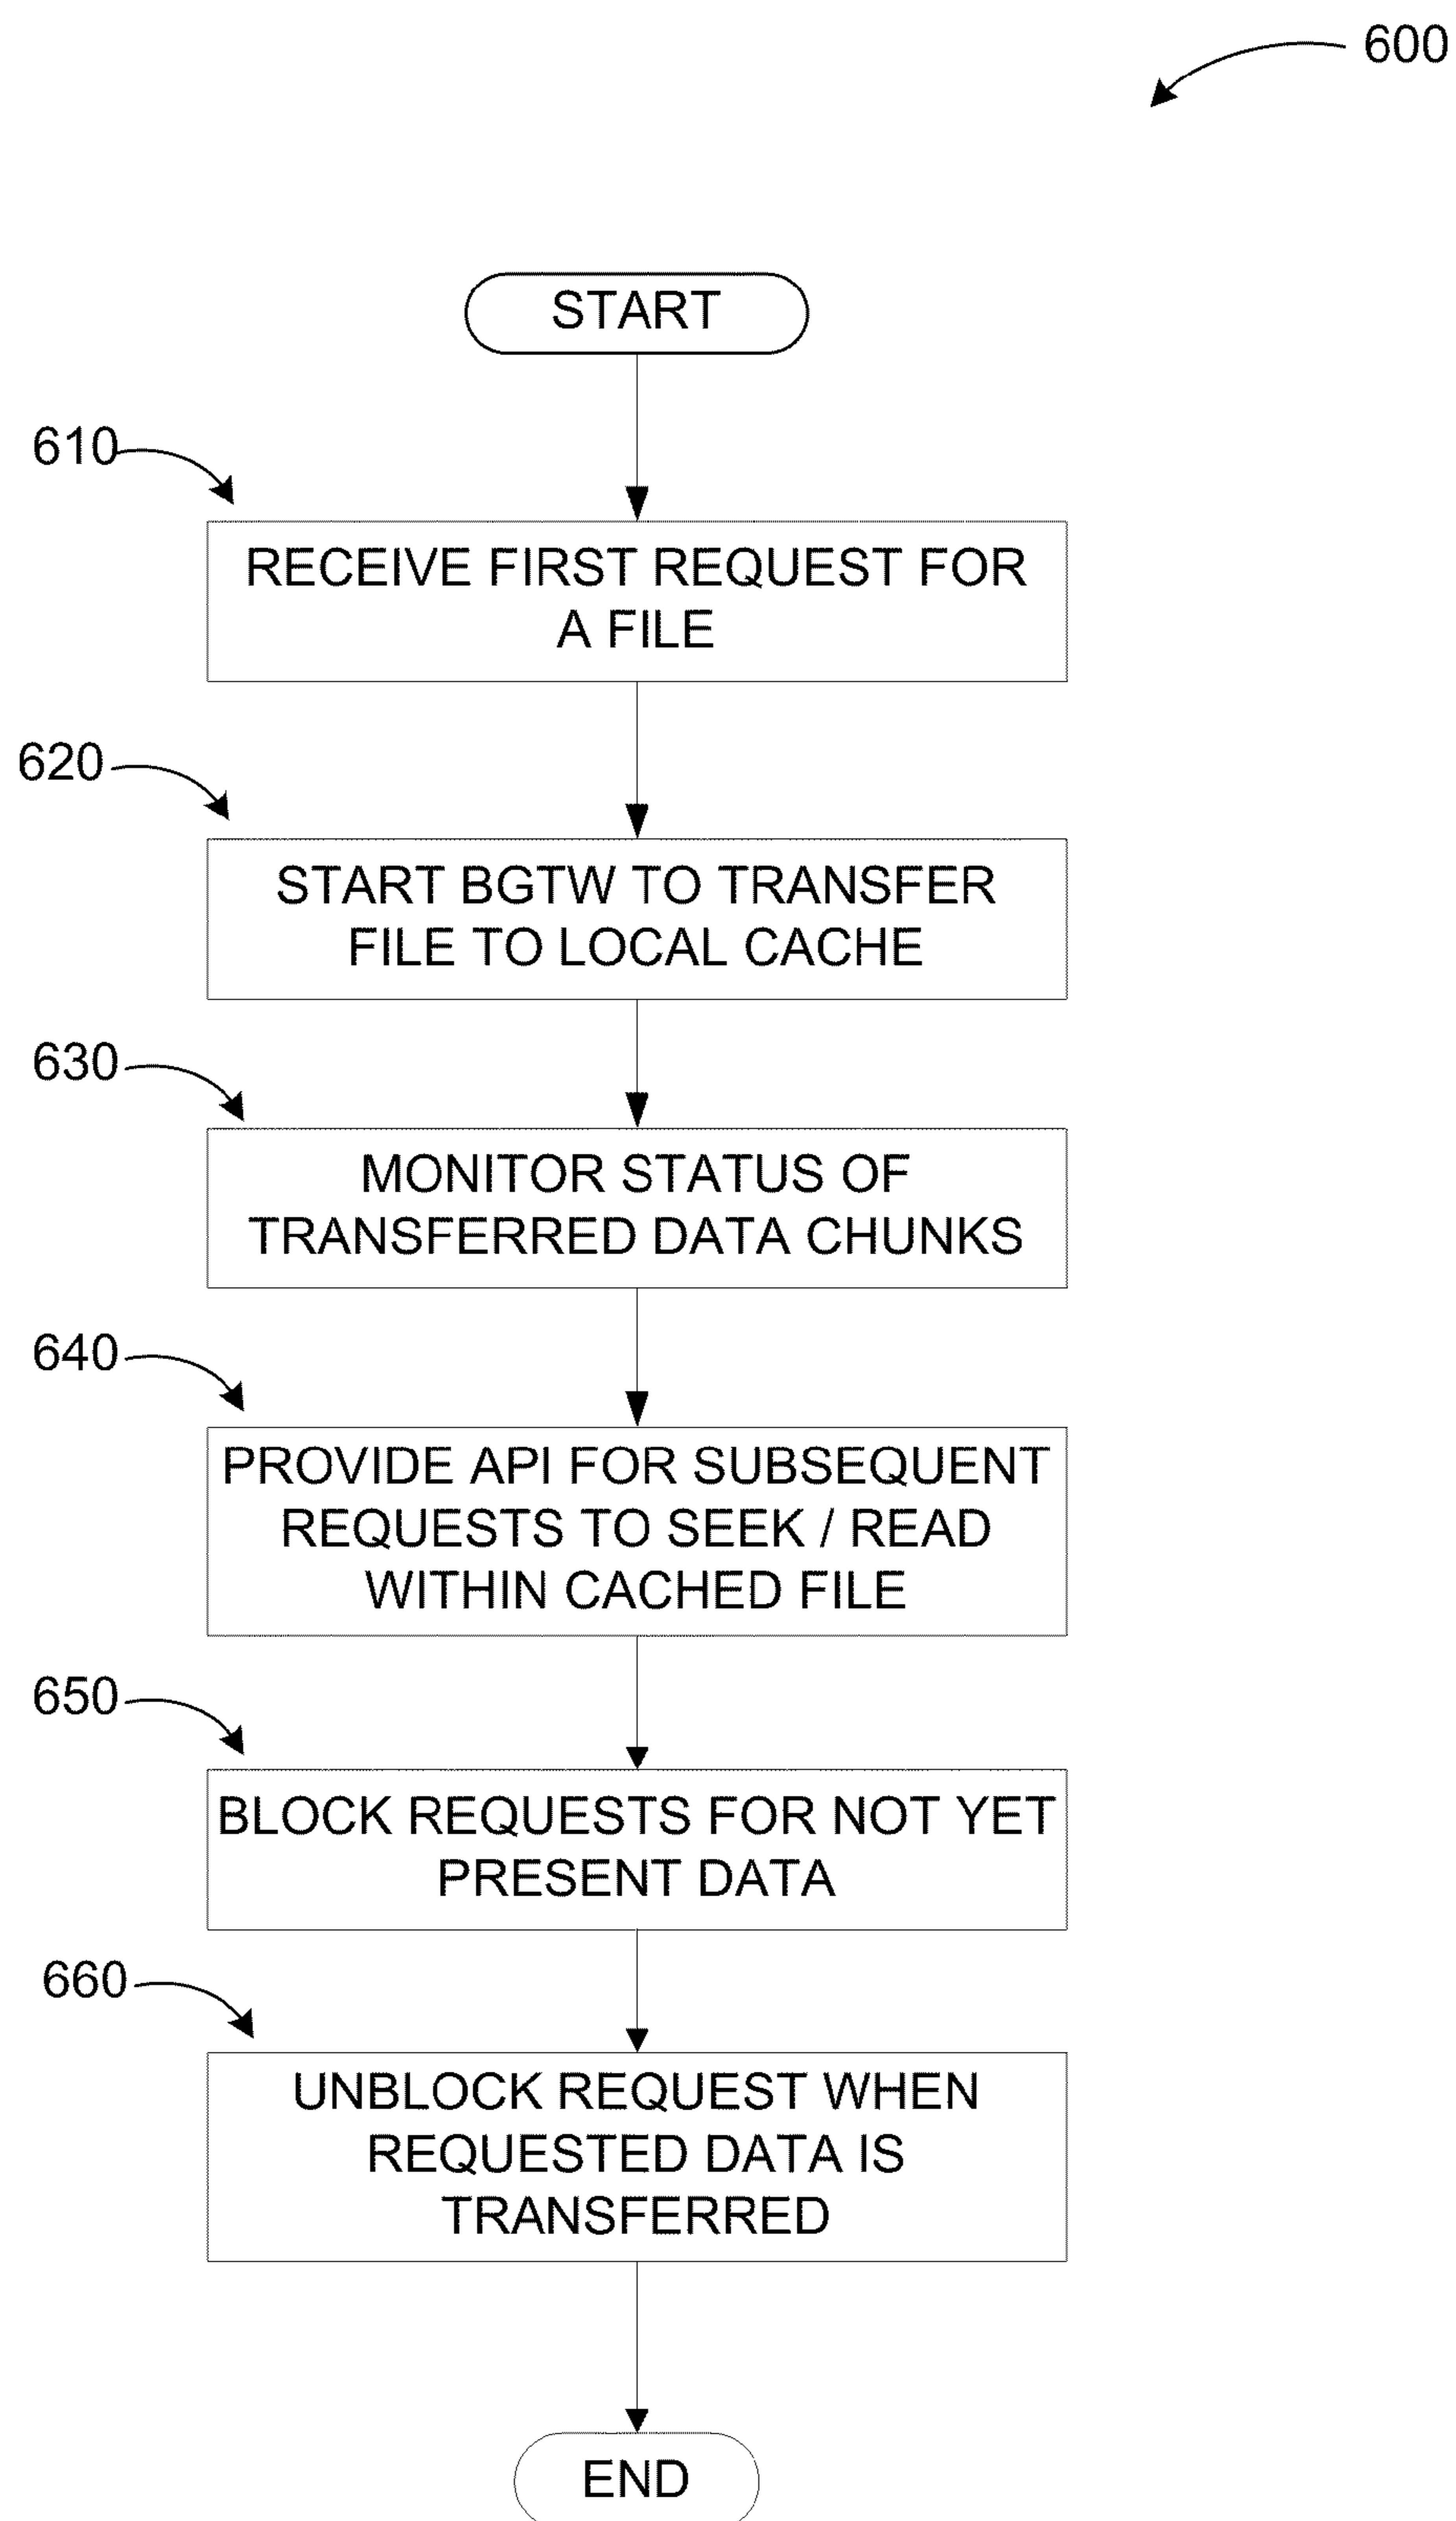 600
START
610
RECEIVE FIRST REQUEST FOR
A FILE
620
START BGTW TO TRANSFER
FILE TO LOCAL CACHE
630
MONITOR STATUS OF
TRANSFERRED DATA CHUNKS
640
PROVIDE API FOR SUBSEQUENT
REQUESTS TO SEEK / READ
WITHIN CACHED FILE
650
BLOCK REQUESTS FOR NOT YET
PRESENT DATA
660
UNBLOCK REQUEST WHEN
REQUESTED DATA IS
TRANSFERRED
END